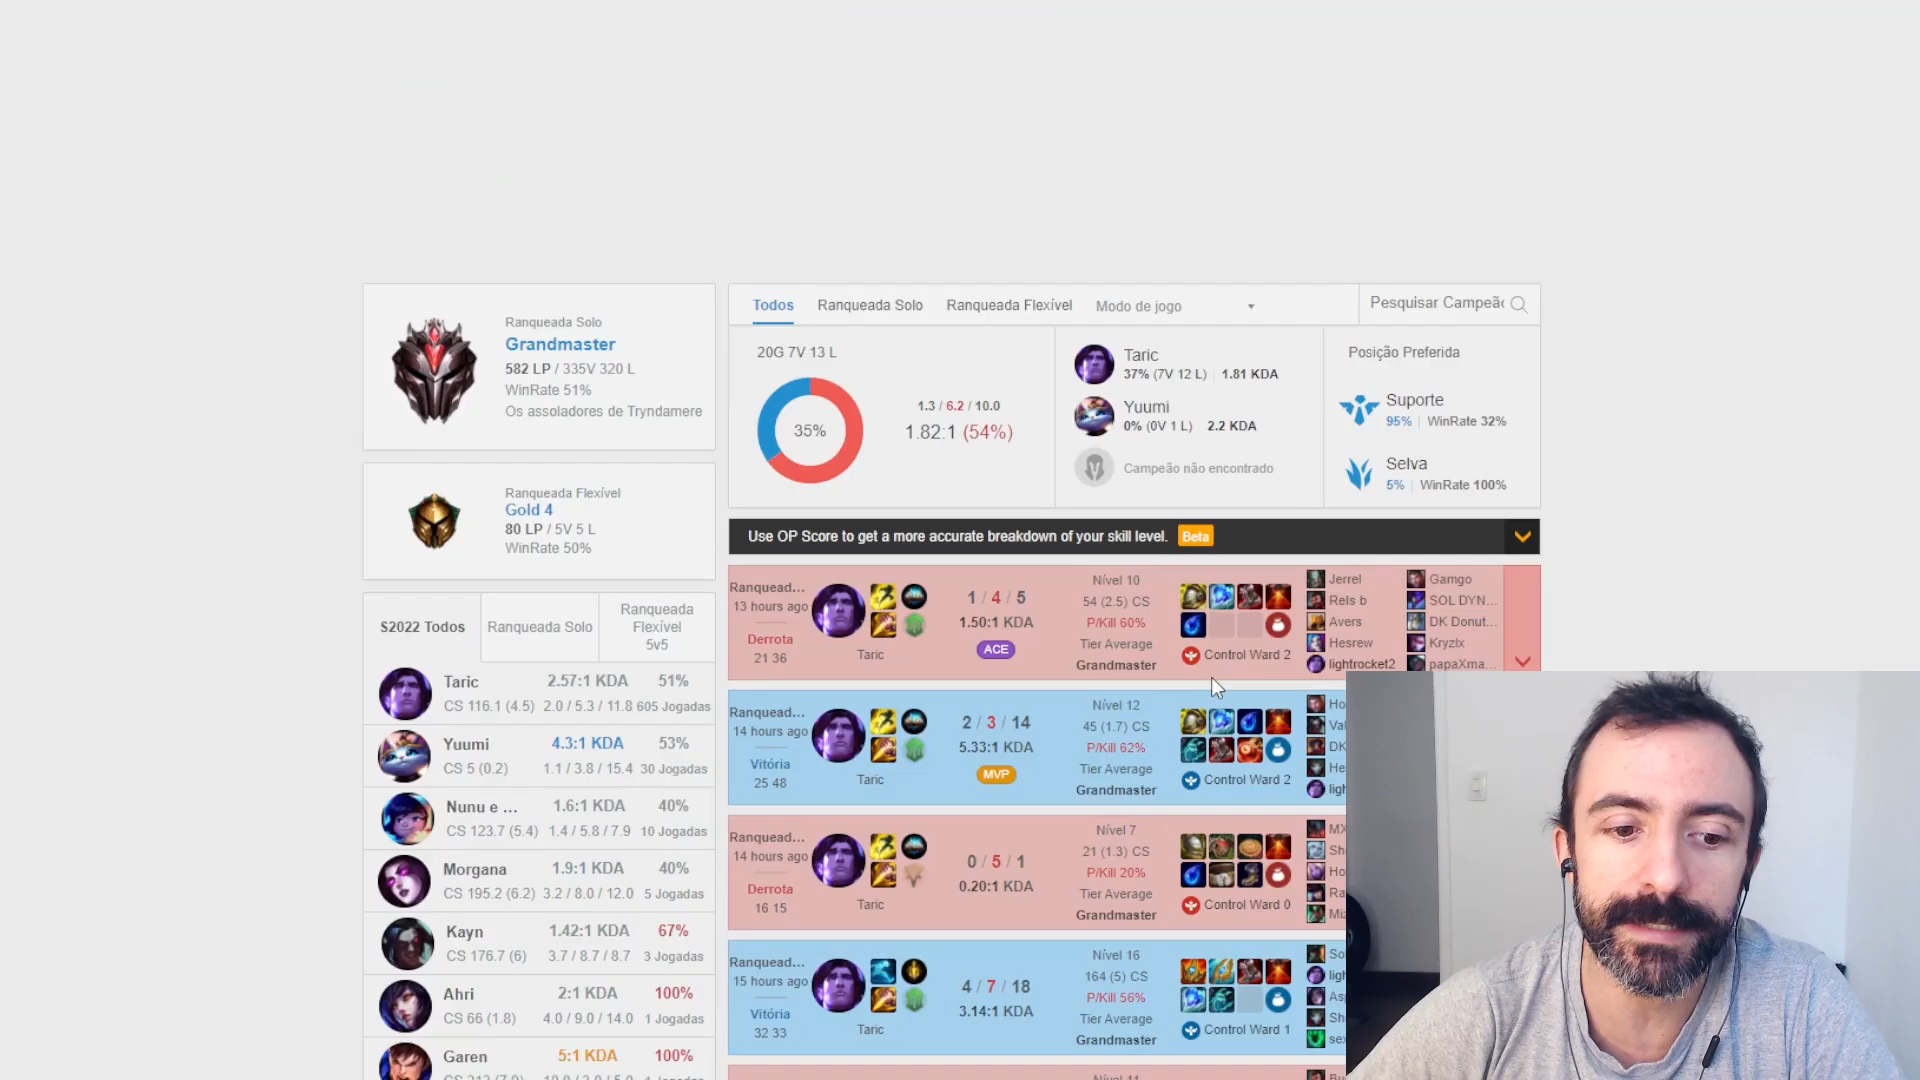 Ranqueada Solo
Grandmaster
582 LP / 335V 320 L
WinRate 51%
Os assoladores de Tryndamere
Ranqueada Flexível
Gold 4
80 LP / 5V 5 L
WinRate 50%
S2022 Todos
Ranqueada Solo
Ranqueada
Flexível
5v5
Taric 2.57:1 KDA 51%
CS 116.1 (4.5) 2.0 / 5.3 / 11.8 605 Jogadas
Yuumi 4.3:1 KDA 53%
CS 5 (0.2) 1.1 / 3.8 / 15.4 30 Jogadas
Nunu e ... 1.6:1 KDA 40%
CS 123.7 (5.4) 1.4 / 5.8 / 7.9 10 Jogadas
Morgana 1.9:1 KDA 40%
CS 195.2 (6.2) 3.2 / 8.0 / 12.0 5 Jogadas
Kayn 1.42:1 KDA 67%
CS 176.7 (6) 3.7 / 8.7 / 8.7 3 Jogadas
Ahri 2:1 KDA 100%
CS 66 (1.8) 4.0 / 9.0 / 14.0 1 Jogadas
Garen 5:1 KDA 100%
Todos Ranqueada Solo Ranqueada Flexível Modo de jogo
Pesquisar Campeã
20G 7V 13 L
35%
1.3 / 6.2 / 10.0
1.82:1 (54%)
Taric
37% (7V 12 L) 1.81 KDA
Yuumi
0% (0V 1 L) 2.2 KDA
Campeão não encontrado
Posição Preferida
Suporte
95% WinRate 32%
Selva
5% WinRate 100%
Use OP Score to get a more accurate breakdown of your skill level. Beta
Ranquead...
13 hours ago
Derrota
21 36
Taric
1 / 4 / 5
1.50:1 KDA
ACE
Nível 10
54 (2.5) CS
P/Kill 60%
Tier Average
Grandmaster
Control Ward 2
Jerrel
Rels b
Avers
Hesrew
lightrocket2
Gamgo
SOL DYN...
DK Donut...
Kryzlx
papaXma...
Ranquead...
14 hours ago
Vitória
25 48
Taric
2 / 3 / 14
5.33:1 KDA
MVP
Nível 12
45 (1.7) CS
P/Kill 62%
Tier Average
Grandmaster
Control Ward 2
Ho
Val
DK
He
ligh
Ranquead...
14 hours ago
Derrota
16 15
Taric
0 / 5 / 1
0.20:1 KDA
Nível 7
21 (1.3) CS
P/Kill 20%
Tier Average
Grandmaster
Control Ward 0
MX
Sh
Ho
Ra
Mi
Ranquead...
15 hours ago
Vitória
32 33
Taric
4 / 7 / 18
3.14:1 KDA
Nível 16
164 (5) CS
P/Kill 56%
Tier Average
Grandmaster
Control Ward 1
So
ligh
As
Sh
se
Nível 11